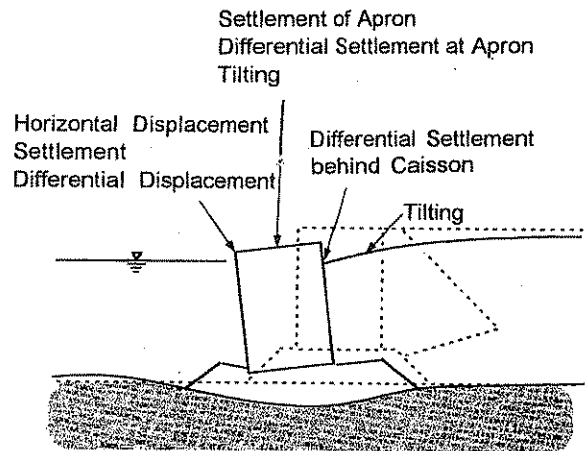 Settlement of Apron
Differential Settlement at Apron
Tilting
Horizontal Displacement
Settlement
Differential Displacement
Differential Settlement
behind Caisson
Tilting